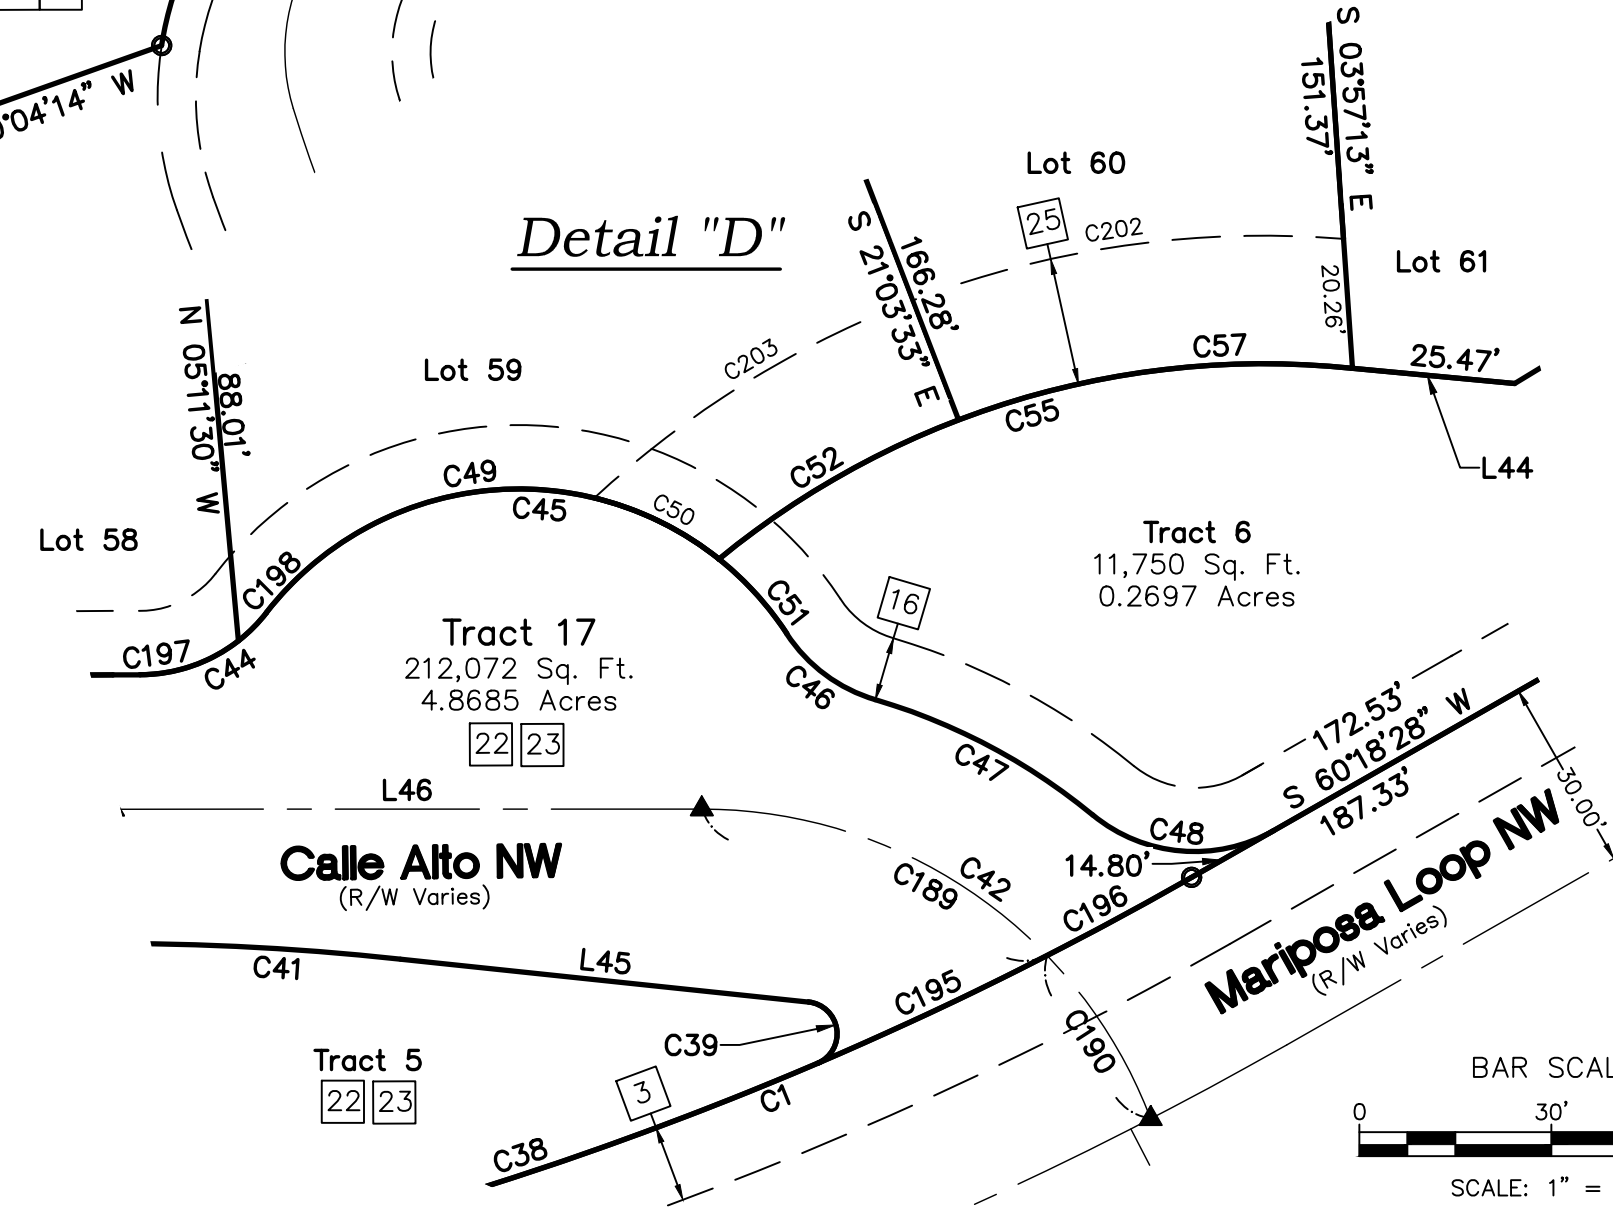 °04'14" W
Detail "D"
Lot 60
25
C202
S 03°57'13" E
151.37'
Lot 61
20.26'
166.28'
S 21°03'33" E
C203
C57
25.47'
L44
C55
C52
N 05°11'30" W
88.01'
Lot 59
C49
C45
C50
Lot 58
C198
C197
C44
C51
16
C46
C47
Tract 6
11,750 Sq. Ft.
0.2697 Acres
Tract 17
212,072 Sq. Ft.
4.8685 Acres
22 23
172.53'
S 60°18'28" W
187.33'
30.00'
L46
Calle Alto NW
(R/W Varies)
C48
14.80'
C42
C189
C196
Mariposa Loop NW
(R/W Varies)
C41
L45
C195
C39
C190
Tract 5
22 23
3
C1
C38
BAR SCAL
0 30'
SCALE: 1" =